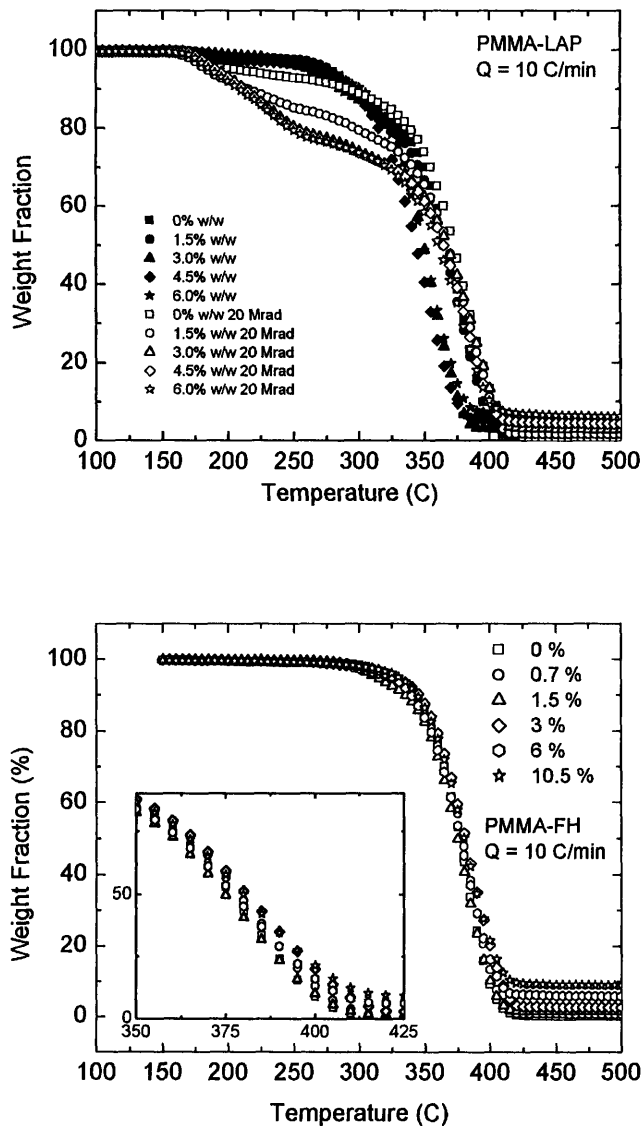 PMMA-LAP
Q = 10 C/min
100
80
60
40
20
0
Weight Fraction
0% w/w
1.5% w/w
3.0% w/w
4.5% w/w
6.0% w/w
0% w/w 20 Mrad
1.5% w/w 20 Mrad
3.0% w/w 20 Mrad
4.5% w/w 20 Mrad
6.0% w/w 20 Mrad
100 150 200 250 300 350 400 450 500
Temperature (C)
100
80
60
40
20
0
Weight Fraction (%)
0 %
0.7 %
1.5 %
3 %
6 %
10.5 %
PMMA-FH
Q = 10 C/min
50
0
350 375 400 425
100 150 200 250 300 350 400 450 500
Temperature (C)